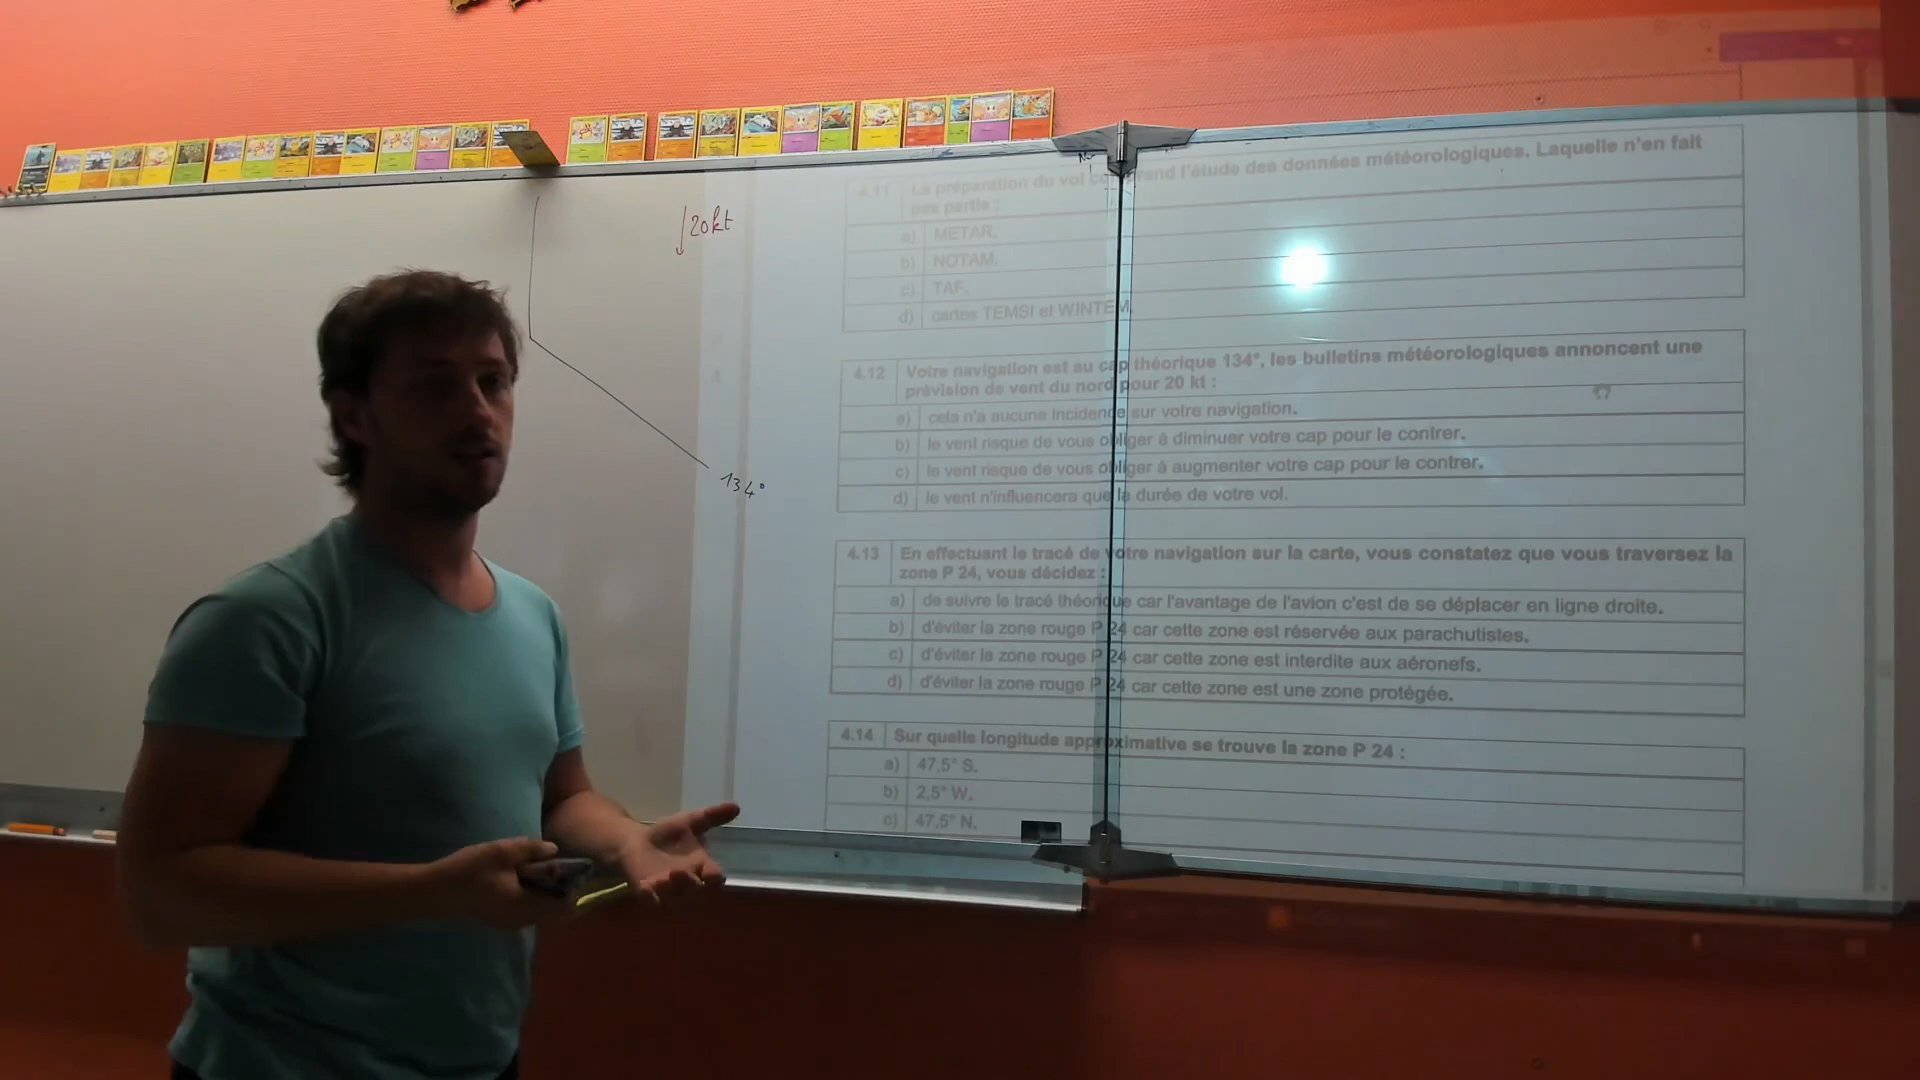 20kt
134°
4.11 La préparation du vol comprend l'étude des données météorologiques. Laquelle n'en fait
pas partie :
a) METAR.
b) NOTAM.
c) TAF.
d) cartes TEMSI et WINTEM.
4.12 Votre navigation est au cap théorique 134°, les bulletins météorologiques annoncent une
prévision de vent du nord pour 20 kt :
a) cela n'a aucune incidence sur votre navigation.
b) le vent risque de vous obliger à diminuer votre cap pour le contrer.
c) le vent risque de vous obliger à augmenter votre cap pour le contrer.
d) le vent n'influencera que la durée de votre vol.
4.13 En effectuant le tracé de votre navigation sur la carte, vous constatez que vous traversez la
zone P 24, vous décidez :
a) de suivre le tracé théorique car l'avantage de l'avion c'est de se déplacer en ligne droite.
b) d'éviter la zone rouge P 24 car cette zone est réservée aux parachutistes.
c) d'éviter la zone rouge P 24 car cette zone est interdite aux aéronefs.
d) d'éviter la zone rouge P 24 car cette zone est une zone protégée.
4.14 Sur quelle longitude approximative se trouve la zone P 24 :
a) 47,5° S.
b) 2,5° W.
c) 47,5° N.